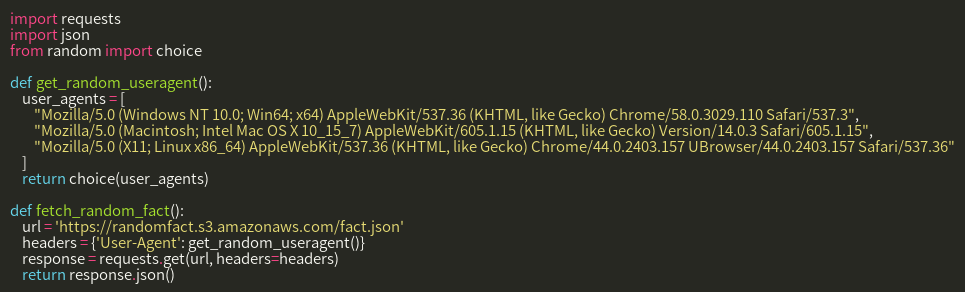 import requests
import json
from random import choice

def get_random_useragent():
    user_agents = [
        "Mozilla/5.0 (Windows NT 10.0; Win64; x64) AppleWebKit/537.36 (KHTML, like Gecko) Chrome/58.0.3029.110 Safari/537.3",
        "Mozilla/5.0 (Macintosh; Intel Mac OS X 10_15_7) AppleWebKit/605.1.15 (KHTML, like Gecko) Version/14.0.3 Safari/605.1.15",
        "Mozilla/5.0 (X11; Linux x86_64) AppleWebKit/537.36 (KHTML, like Gecko) Chrome/44.0.2403.157 UBrowser/44.0.2403.157 Safari/537.36"
    ]
    return choice(user_agents)

def fetch_random_fact():
    url = 'https://randomfact.s3.amazonaws.com/fact.json'
    headers = {'User-Agent': get_random_useragent()}
    response = requests.get(url, headers=headers)
    return response.json()